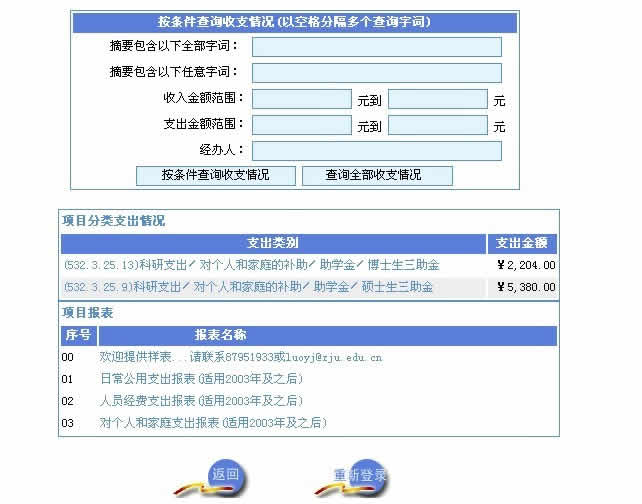 按条件查询收支情况(以空格分隔多个查询字词)
摘要包含以下全部字词:
摘要包含以下任意字词:
收入金额范围: 元到 元
支出金额范围: 元到 元
经办人:
按条件查询收支情况 查询全部收支情况
项目分类支出情况
支出类别 支出金额
(532.3.25.13)科研支出/对个人和家庭的补助/助学金/博士生三助金 ¥2,204.00
(532.3.25.9)科研支出/对个人和家庭的补助/助学金/硕士生三助金 ¥5,380.00
项目报表
序号 报表名称
00 欢迎提供样表...请联系87951933或luoyj@zju.edu.cn
01 日常公用支出报表(适用2003年及之后)
02 人员经费支出报表(适用2003年及之后)
03 对个人和家庭支出报表(适用2003年及之后)
返回 重新登录